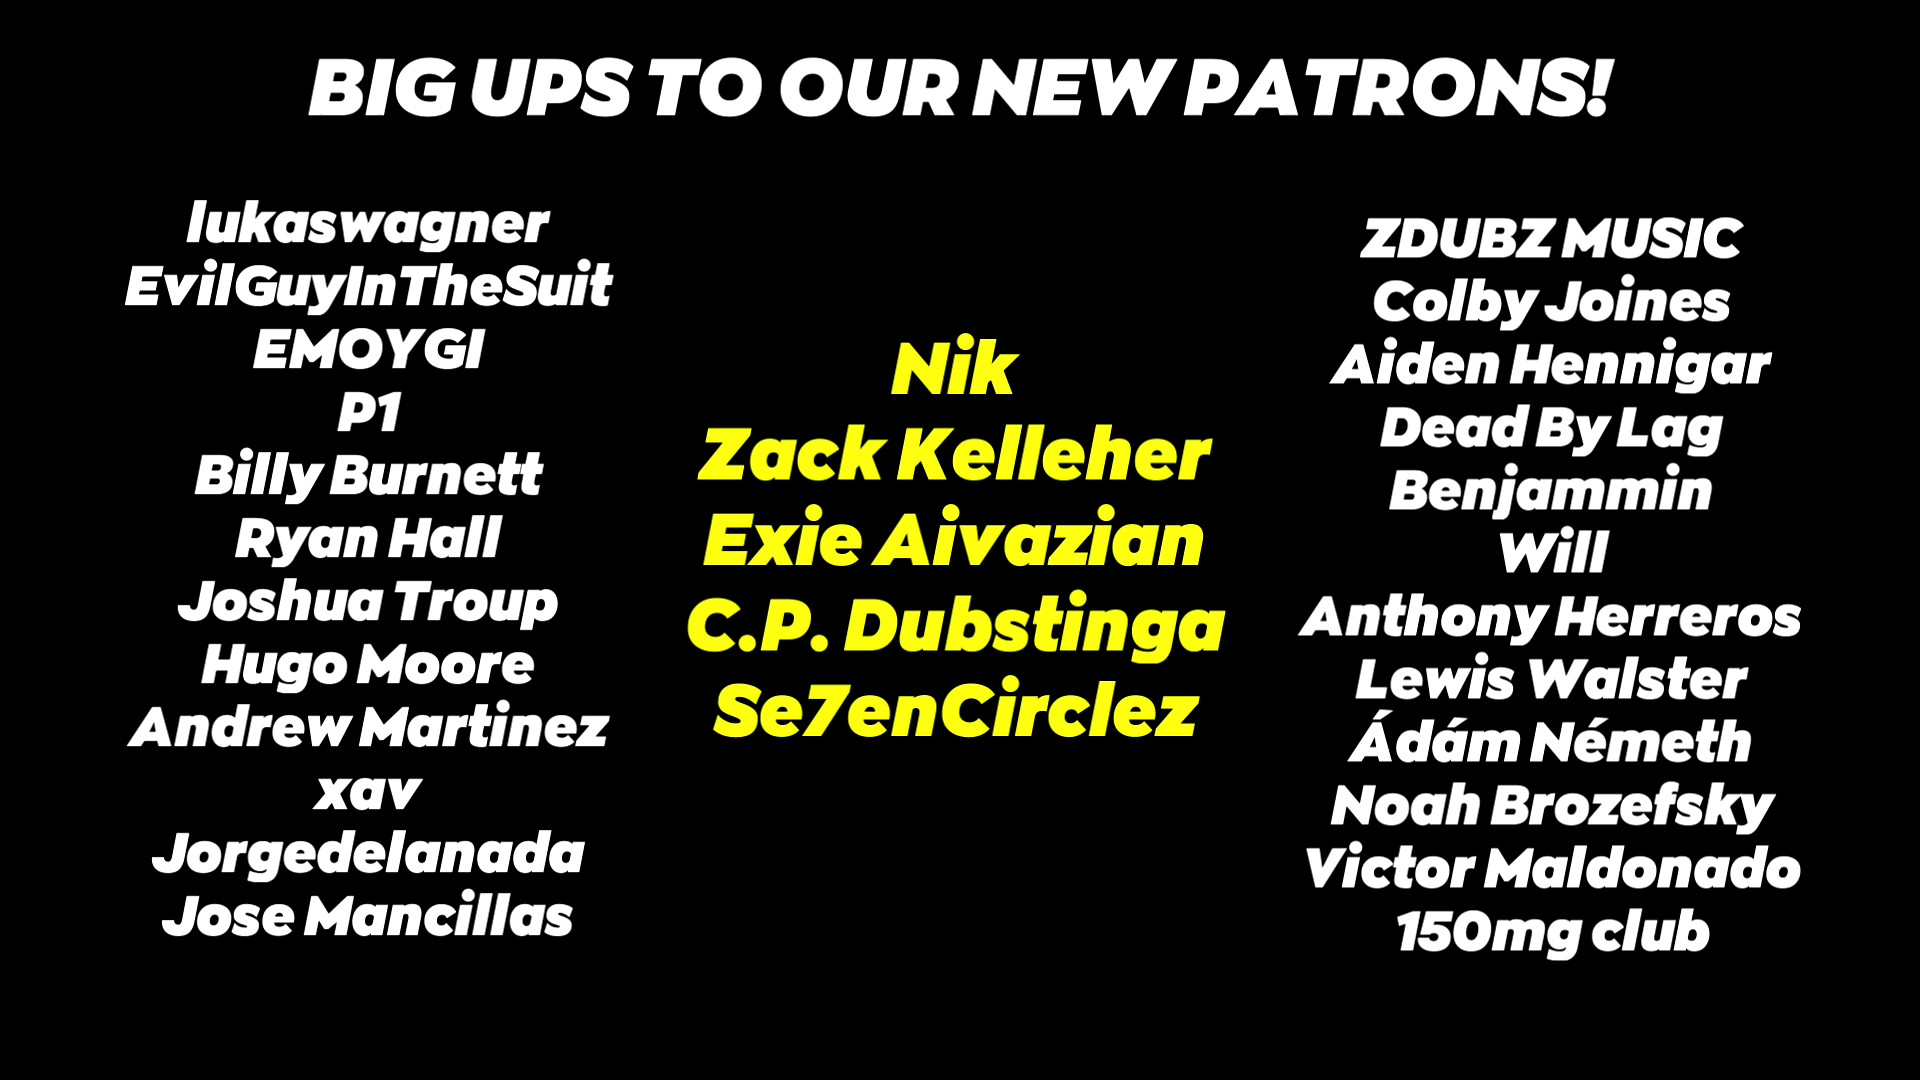 BIG UPS TO OUR NEW PATRONS!
lukaswagner
EvilGuyInTheSuit
EMOYGI
P1
Billy Burnett
Ryan Hall
Joshua Troup
Hugo Moore
Andrew Martinez
xav
Jorgedelanada
Jose Mancillas
Nik
Zack Kelleher
Exie Aivazian
C.P. Dubstinga
Se7enCirclez
ZDUBZ MUSIC
Colby Joines
Aiden Hennigar
Dead By Lag
Benjammin
Will
Anthony Herreros
Lewis Walster
Ádám Németh
Noah Brozefsky
Victor Maldonado
150mg club